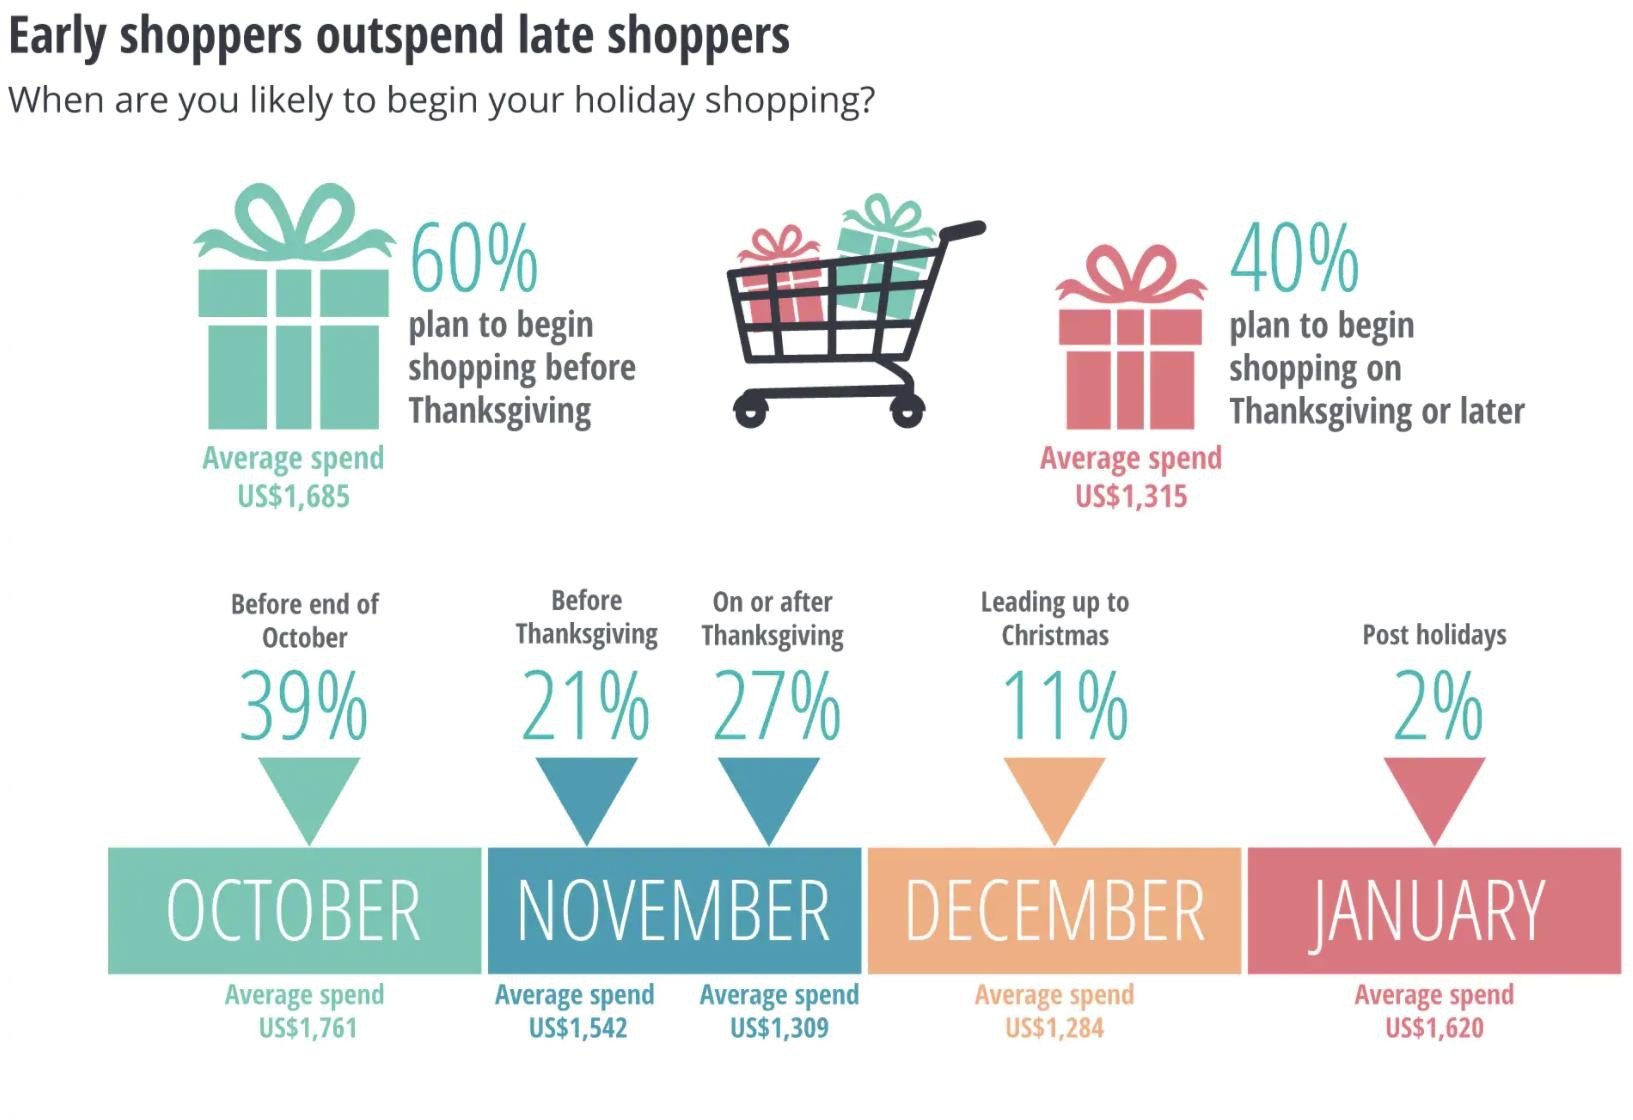 Early shoppers outspend late shoppers
When are you likely to begin your holiday shopping?
60%
plan to begin
shopping before
Thanksgiving
Average spend
US$1,685
40%
plan to begin
shopping on
Thanksgiving or later
Average spend
US$1,315
Before end of
October
39%
Before
Thanksgiving
21%
On or after
Thanksgiving
27%
Leading up to
Christmas
11%
Post holidays
2%
OCTOBER
NOVEMBER
DECEMBER
JANUARY
Average spend
US$1,761
Average spend
US$1,542
Average spend
US$1,309
Average spend
US$1,284
Average spend
US$1,620